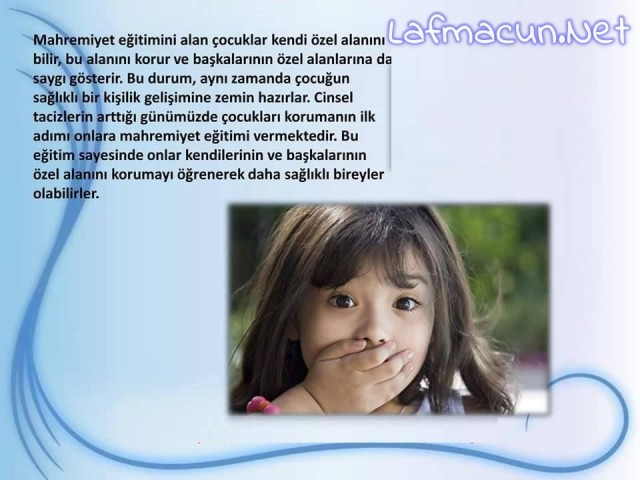 Lafmacun.Net
Mahremiyet eğitimini alan çocuklar kendi özel alanını
bilir, bu alanını korur ve başkalarının özel alanlarına da
saygı gösterir. Bu durum, aynı zamanda çocuğun
sağlıklı bir kişilik gelişimine zemin hazırlar. Cinsel
tacizlerin arttığı günümüzde çocukları korumanın ilk
adımı onlara mahremiyet eğitimi vermektedir. Bu
eğitim sayesinde onlar kendilerinin ve başkalarının
özel alanını korumayı öğrenerek daha sağlıklı bireyler
olabilirler.